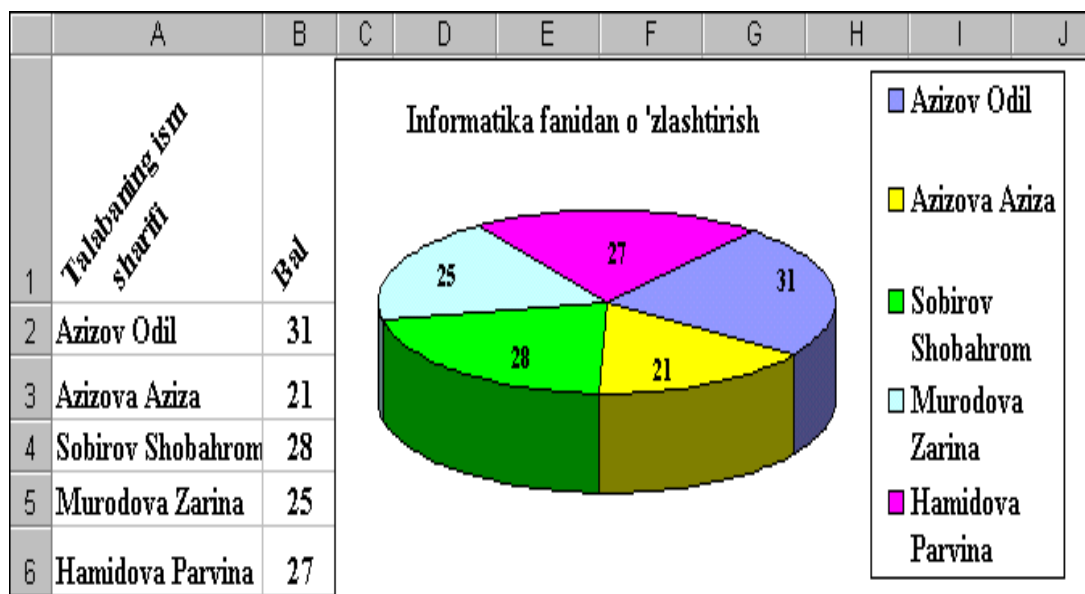 A B C D E F G H I J
1 Talabaning ism
sharifi
Bal
2 Azizov Odil 31
3 Azizova Aziza 21
4 Sobirov Shobahrom 28
5 Murodova Zarina 25
6 Hamidova Parvina 27
Informatika fanidan o 'zlashtirish
27
25
31
28
21
Azizov Odil
Azizova Aziza
Sobirov
Shobahrom
Murodova
Zarina
Hamidova
Parvina